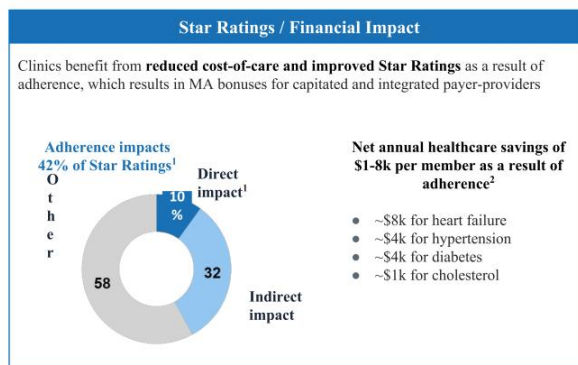 Star Ratings / Financial Impact
Clinics benefit from reduced cost-of-care and improved Star Ratings as a result of
adherence, which results in MA bonuses for capitated and integrated payer-providers
Adherence impacts
42% of Star Ratings¹
Other
Direct
impact¹
10
%
58
32
Indirect
impact
Net annual healthcare savings of
$1-8k per member as a result of
adherence²
● ~$8k for heart failure
● ~$4k for hypertension
● ~$4k for diabetes
● ~$1k for cholesterol